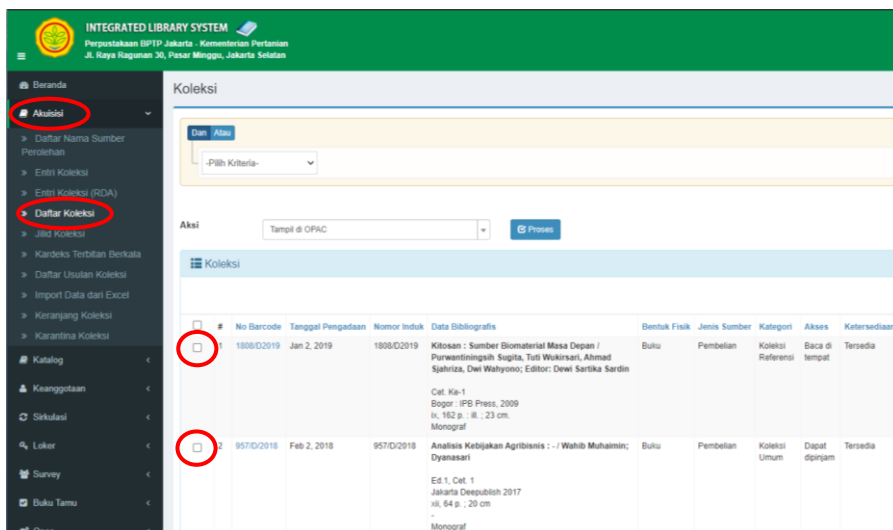 INTEGRATED LIBRARY SYSTEM
Perpustakaan BPTP Jakarta - Kementerian Pertanian
Jl. Raya Ragunan 30, Pasar Minggu, Jakarta Selatan
Beranda
Akuisisi
» Daftar Nama Sumber
Perolehan
» Entri Koleksi
» Entri Koleksi (RDA)
» Daftar Koleksi
» Jilid Koleksi
» Kardeks Terbitan Berkala
» Daftar Usulan Koleksi
» Import Data dari Excel
» Keranjang Koleksi
» Karantina Koleksi
Katalog
Keanggotaan
Sirkulasi
Loker
Survey
Buku Tamu
Koleksi
Dan Atau
-Pilih Kriteria-
Aksi Tampil di OPAC Proses
Koleksi
# No Barcode Tanggal Pengadaan Nomor Induk Data Bibliografis Bentuk Fisik Jenis Sumber Kategori Akses Ketersediaan
1 1808/D2019 Jan 2, 2019 1808/D2019 Kitosan : Sumber Biomaterial Masa Depan / Buku Pembelian Koleksi Baca di Tersedia
Purwantiningsih Sugita, Tuti Wukirsari, Ahmad Referensi tempat
Sjahriza, Dwi Wahyono; Editor: Dewi Sartika Sardin
Cet. Ke-1
Bogor : IPB Press, 2009
ix, 162 p. : ill. ; 23 cm.
Monograf
2 957/D/2018 Feb 2, 2018 957/D/2018 Analisis Kebijakan Agribisnis : - / Wahib Muhaimin; Buku Pembelian Koleksi Dapat Tersedia
Dyanasari Umum dipinjam
Ed.1, Cet. 1
Jakarta Deepublish 2017
xii, 64 p. ; 20 cm
-
Monograf